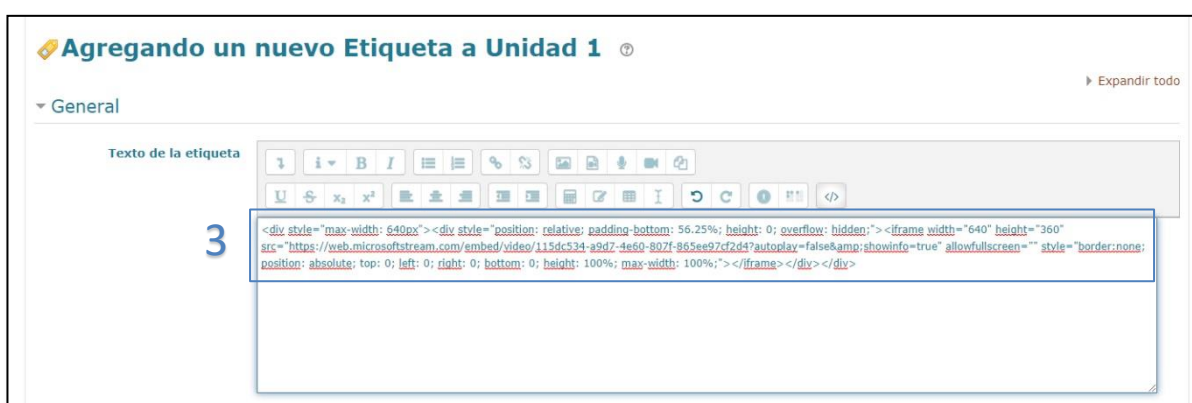 Agregando un nuevo Etiqueta a Unidad 1
Expandir todo
General
Texto de la etiqueta
3
<div style="max-width: 640px"><div style="position: relative; padding-bottom: 56.25%; height: 0; overflow: hidden;"><iframe width="640" height="360"
src="https://web.microsoftstream.com/embed/video/115dc534-a9d7-4e60-807f-865ee97cf2d4?autoplay=false&amp;showinfo=true" allowfullscreen="" style="border:none;
position: absolute; top: 0; left: 0; right: 0; bottom: 0; height: 100%; max-width: 100%;"></iframe></div></div>